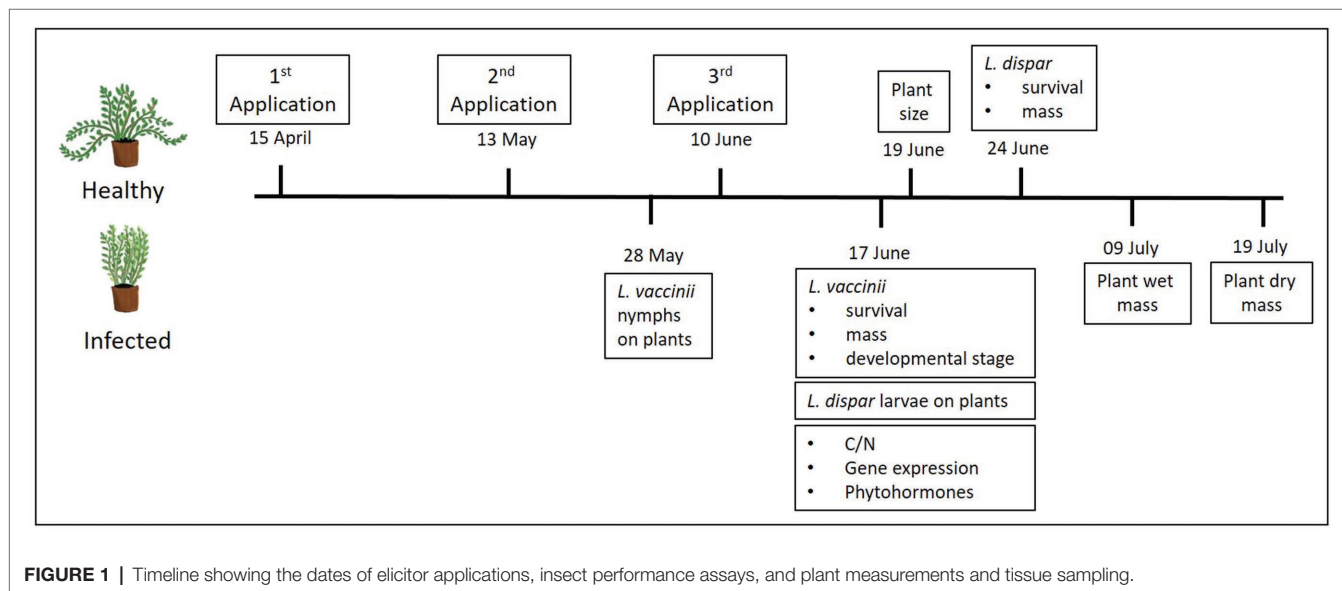 1st
Application
15 April
2nd
Application
13 May
3rd
Application
10 June
Plant
size
19 June
L. dispar
• survival
• mass
24 June
Healthy
Infected
28 May
L. vaccinii
nymphs
on plants
17 June
L. vaccinii
• survival
• mass
• developmental stage
L. dispar larvae on plants
• C/N
• Gene expression
• Phytohormones
09 July
Plant wet
mass
19 July
Plant dry
mass
FIGURE 1 | Timeline showing the dates of elicitor applications, insect performance assays, and plant measurements and tissue sampling.